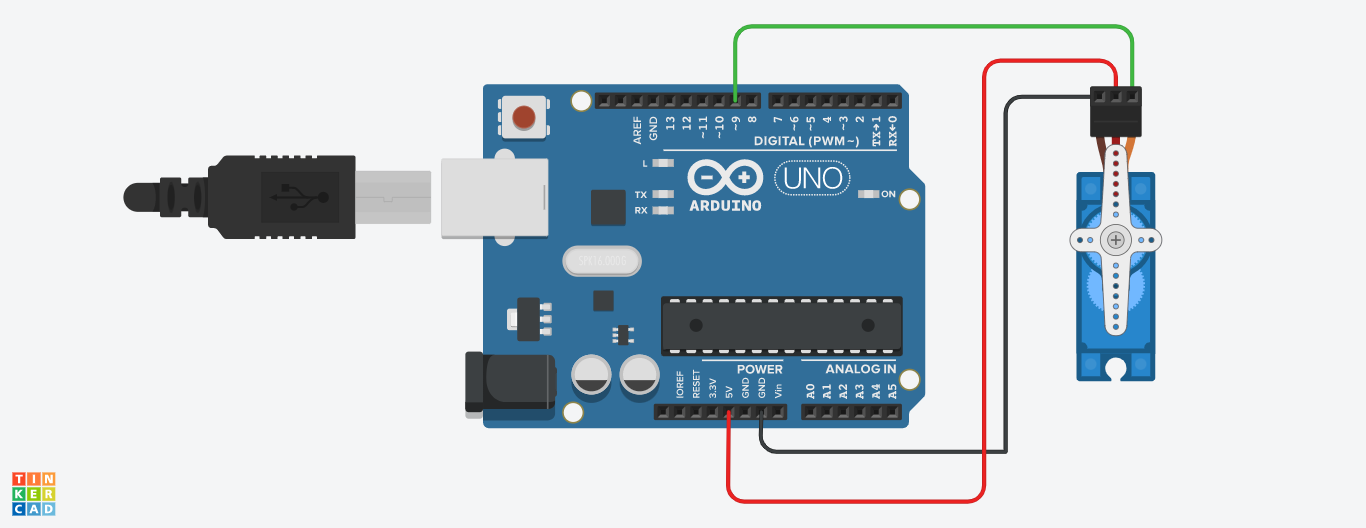 AREF
GND
13
12
~11
~10
~9
8
7
~6
~5
4
~3
2
TX→1
RX←0
DIGITAL (PWM~)
L
TX
RX
ARDUINO
UNO
ON
POWER
ANALOG IN
IOREF
RESET
3.3V
5V
GND
GND
Vin
A0
A1
A2
A3
A4
A5
TIN
KER
CAD